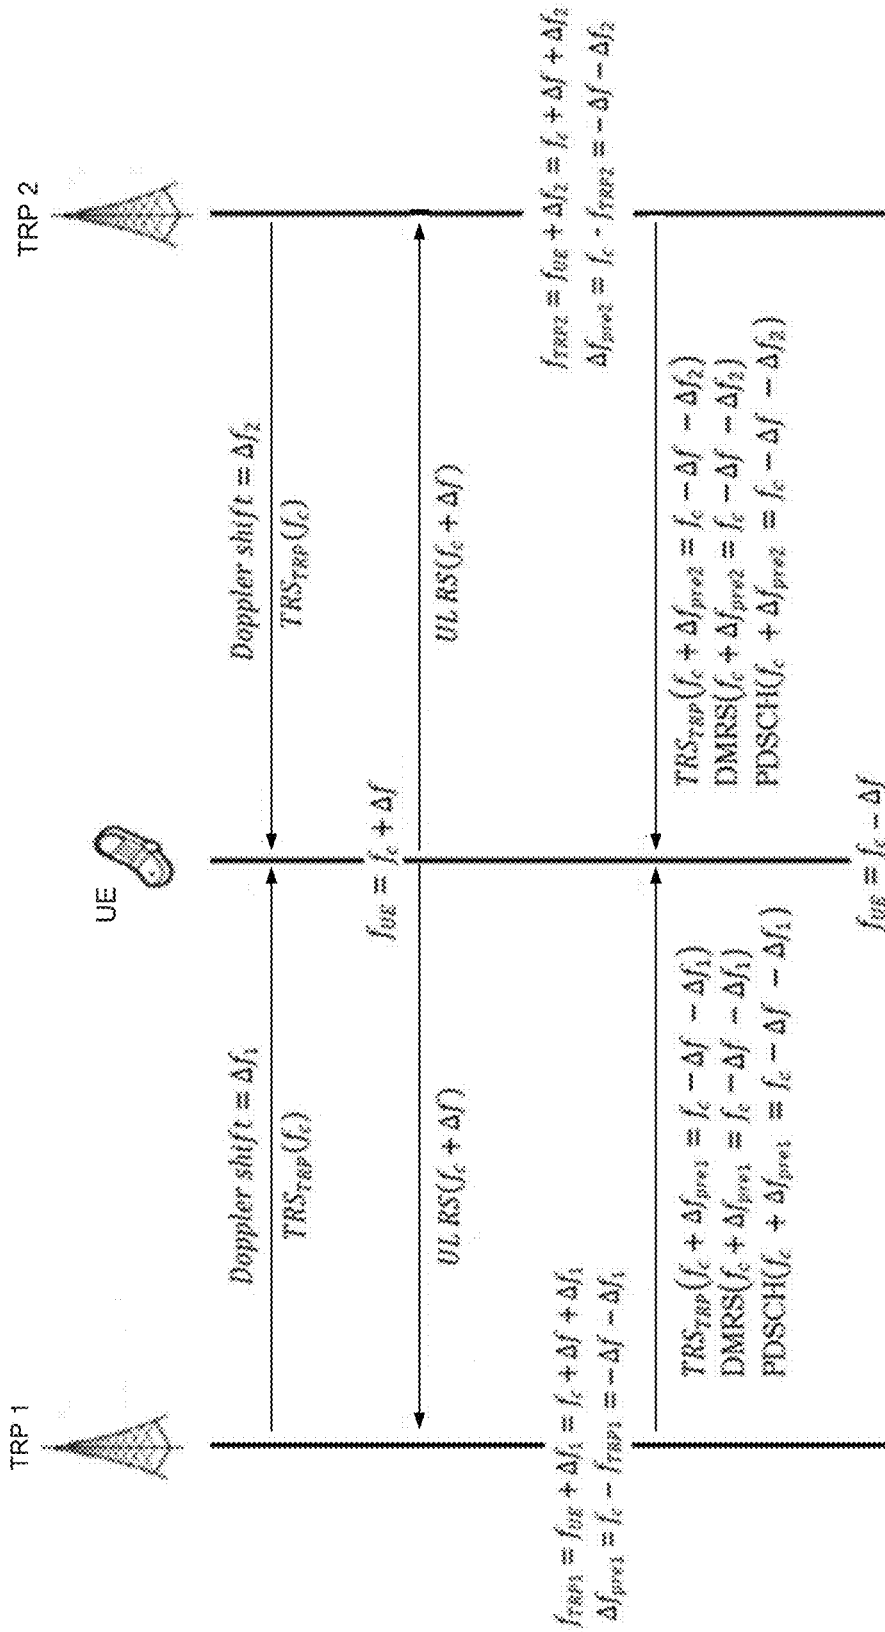 TRP 1
UE
TRP 2
Doppler shift = Δf₁
TRS_TRP(f_c)
Doppler shift = Δf₂
TRS_TRP(f_c)
f_UE = f_c + Δf
UL RS(f_c + Δf)
UL RS(f_c + Δf)
f_TRP1 = f_UE + Δf₁ = f_c + Δf + Δf₁
Δf_pre1 = f_c - f_TRP1 = -Δf - Δf₁
f_TRP2 = f_UE + Δf₂ = f_c + Δf + Δf₂
Δf_pre2 = f_c - f_TRP2 = -Δf - Δf₂
TRS_TRP(f_c + Δf_pre1 = f_c - Δf - Δf₁)
DMRS(f_c + Δf_pre1 = f_c - Δf - Δf₁)
PDSCH(f_c + Δf_pre1 = f_c - Δf - Δf₁)
TRS_TRP(f_c + Δf_pre2 = f_c - Δf - Δf₂)
DMRS(f_c + Δf_pre2 = f_c - Δf - Δf₂)
PDSCH(f_c + Δf_pre2 = f_c - Δf - Δf₂)
f_UE = f_c - Δf